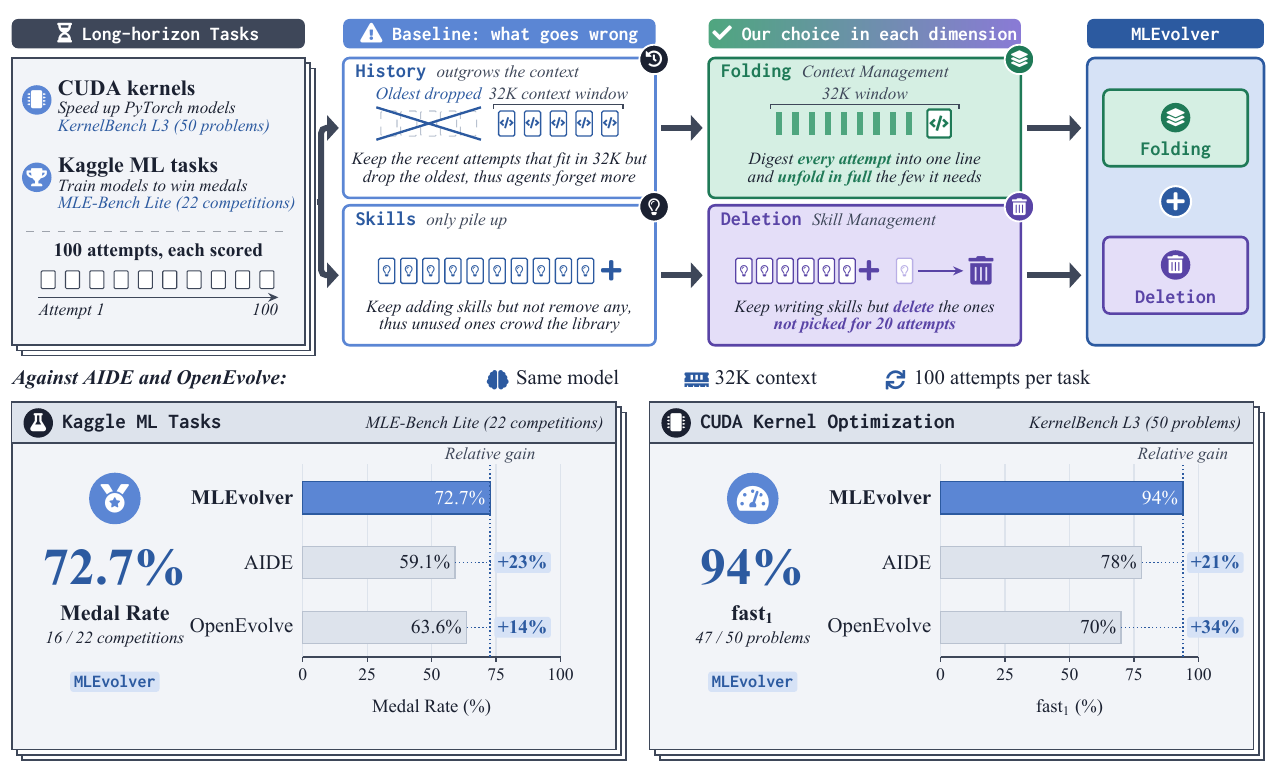 Long-horizon Tasks
CUDA kernels
Speed up PyTorch models
KernelBench L3 (50 problems)
Kaggle ML tasks
Train models to win medals
MLE-Bench Lite (22 competitions)
100 attempts, each scored
Attempt 1
100
Baseline: what goes wrong
History outgrows the context
Oldest dropped 32K context window
Keep the recent attempts that fit in 32K but
drop the oldest, thus agents forget more
Skills only pile up
Keep adding skills but not remove any,
thus unused ones crowd the library
Our choice in each dimension
Folding Context Management
32K window
Digest every attempt into one line
and unfold in full the few it needs
Deletion Skill Management
Keep writing skills but delete the ones
not picked for 20 attempts
MLEvolver
Folding
Deletion
Against AIDE and OpenEvolve:
Same model
32K context
100 attempts per task
Kaggle ML Tasks
MLE-Bench Lite (22 competitions)
Relative gain
72.7%
Medal Rate
16 / 22 competitions
MLEvolver
MLEvolver
72.7%
AIDE
59.1%
+23%
OpenEvolve
63.6%
+14%
0 25 50 75 100
Medal Rate (%)
CUDA Kernel Optimization
KernelBench L3 (50 problems)
Relative gain
94%
fast₁
47 / 50 problems
MLEvolver
MLEvolver
94%
AIDE
78%
+21%
OpenEvolve
70%
+34%
0 25 50 75 100
fast₁ (%)